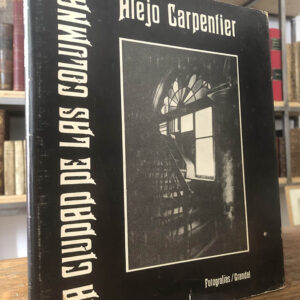 Alejo Carpentier
A CIUDAD DE LAS COLUMNA
Fotografías / Grandal